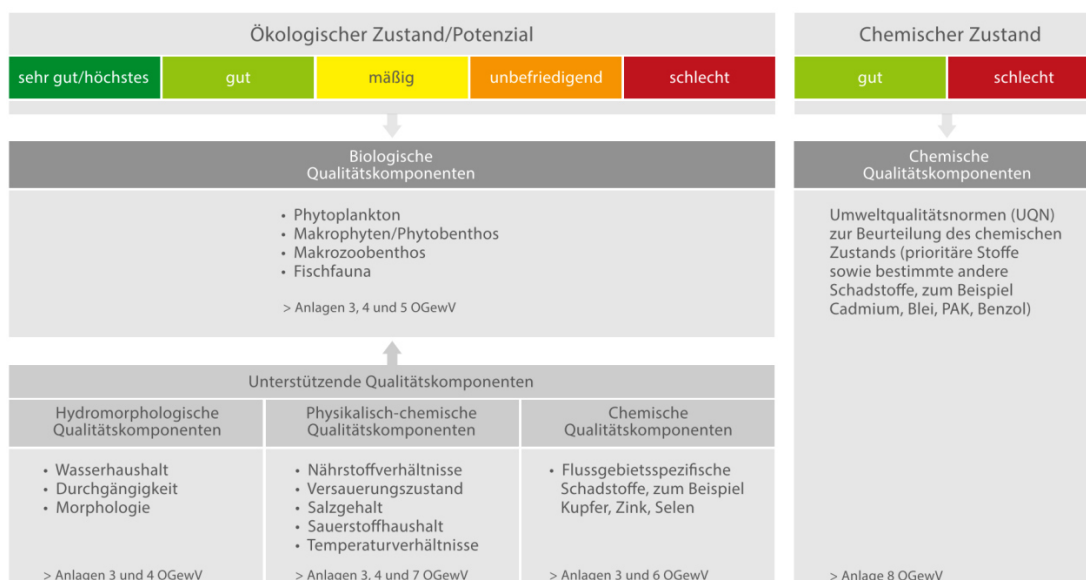 Ökologischer Zustand/Potenzial
sehr gut/höchstes
gut
mäßig
unbefriedigend
schlecht
Biologische
Qualitätskomponenten
• Phytoplankton
• Makrophyten/Phytobenthos
• Makrozoobenthos
• Fischfauna
> Anlagen 3, 4 und 5 OGewV
Unterstützende Qualitätskomponenten
Hydromorphologische
Qualitätskomponenten
• Wasserhaushalt
• Durchgängigkeit
• Morphologie
> Anlagen 3 und 4 OGewV
Physikalisch-chemische
Qualitätskomponenten
• Nährstoffverhältnisse
• Versauerungszustand
• Salzgehalt
• Sauerstoffhaushalt
• Temperaturverhältnisse
> Anlagen 3, 4 und 7 OGewV
Chemische
Qualitätskomponenten
• Flussgebietsspezifische
Schadstoffe, zum Beispiel
Kupfer, Zink, Selen
> Anlagen 3 und 6 OGewV
Chemischer Zustand
gut
schlecht
Chemische
Qualitätskomponenten
Umweltqualitätsnormen (UQN)
zur Beurteilung des chemischen
Zustands (prioritäre Stoffe
sowie bestimmte andere
Schadstoffe, zum Beispiel
Cadmium, Blei, PAK, Benzol)
> Anlage 8 OGewV